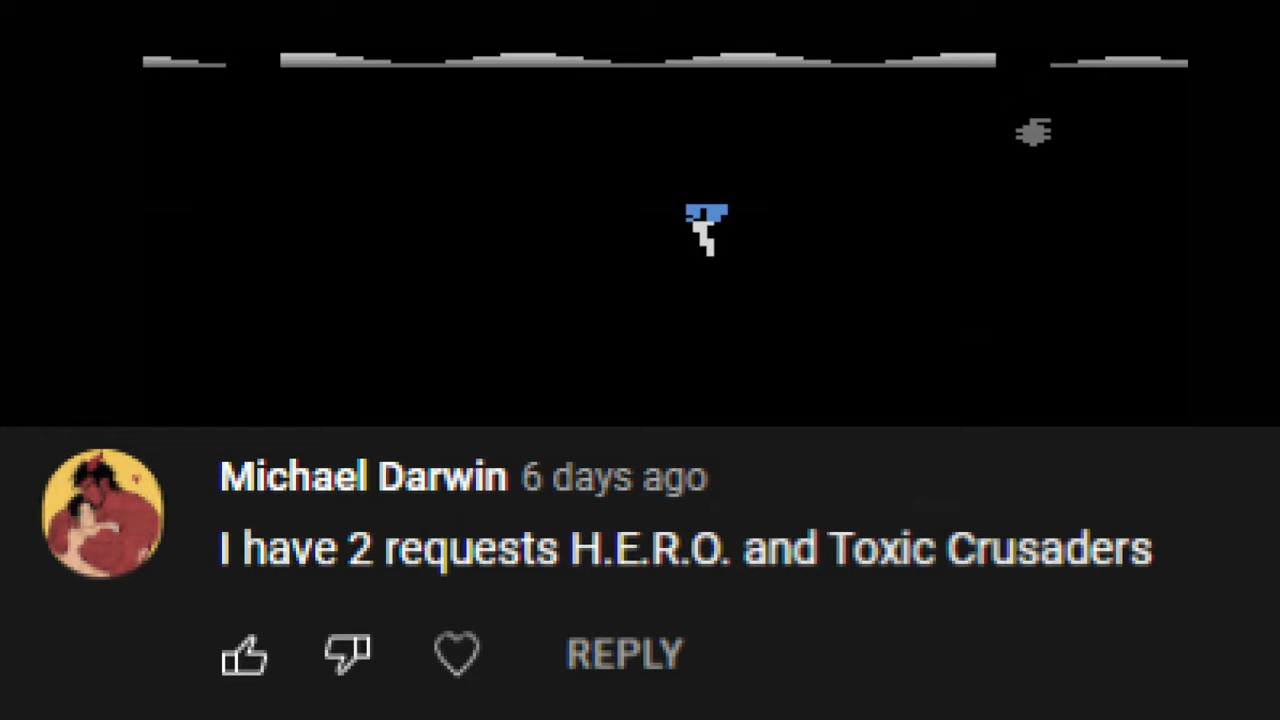 Michael Darwin 6 days ago
I have 2 requests H.E.R.O. and Toxic Crusaders
REPLY